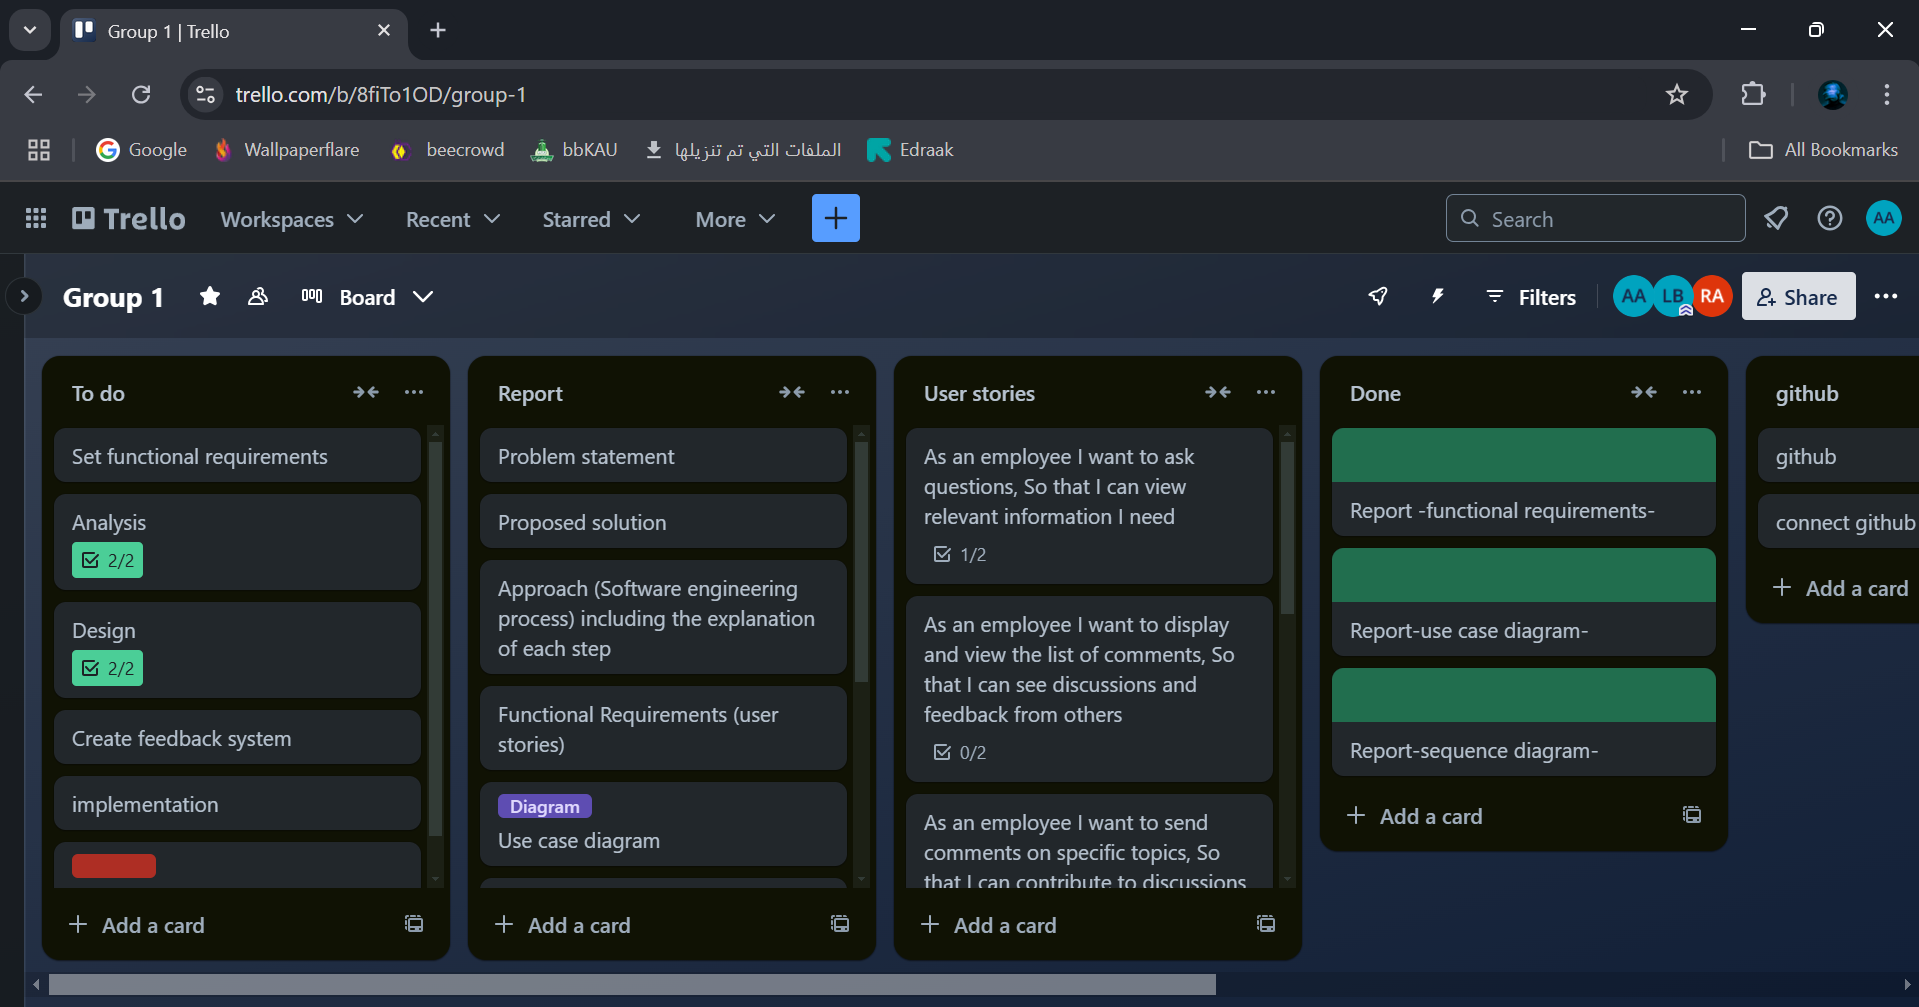 Group 1 | Trello
trello.com/b/8fiTo1OD/group-1
Google
Wallpaperflare
beecrowd
bbKAU
الملفات التي تم تنزيلها
Edraak
All Bookmarks
Trello
Workspaces
Recent
Starred
More
Search
AA
Group 1
Board
Filters
AA
LB
RA
Share
To do
Set functional requirements
Analysis
2/2
Design
2/2
Create feedback system
implementation
Add a card
Report
Problem statement
Proposed solution
Approach (Software engineering
process) including the explanation
of each step
Functional Requirements (user
stories)
Diagram
Use case diagram
Add a card
User stories
As an employee I want to ask
questions, So that I can view
relevant information I need
1/2
As an employee I want to display
and view the list of comments, So
that I can see discussions and
feedback from others
0/2
As an employee I want to send
comments on specific topics, So
that I can contribute to discussions
Add a card
Done
Report -functional requirements-
Report-use case diagram-
Report-sequence diagram-
Add a card
github
github
connect github
Add a card